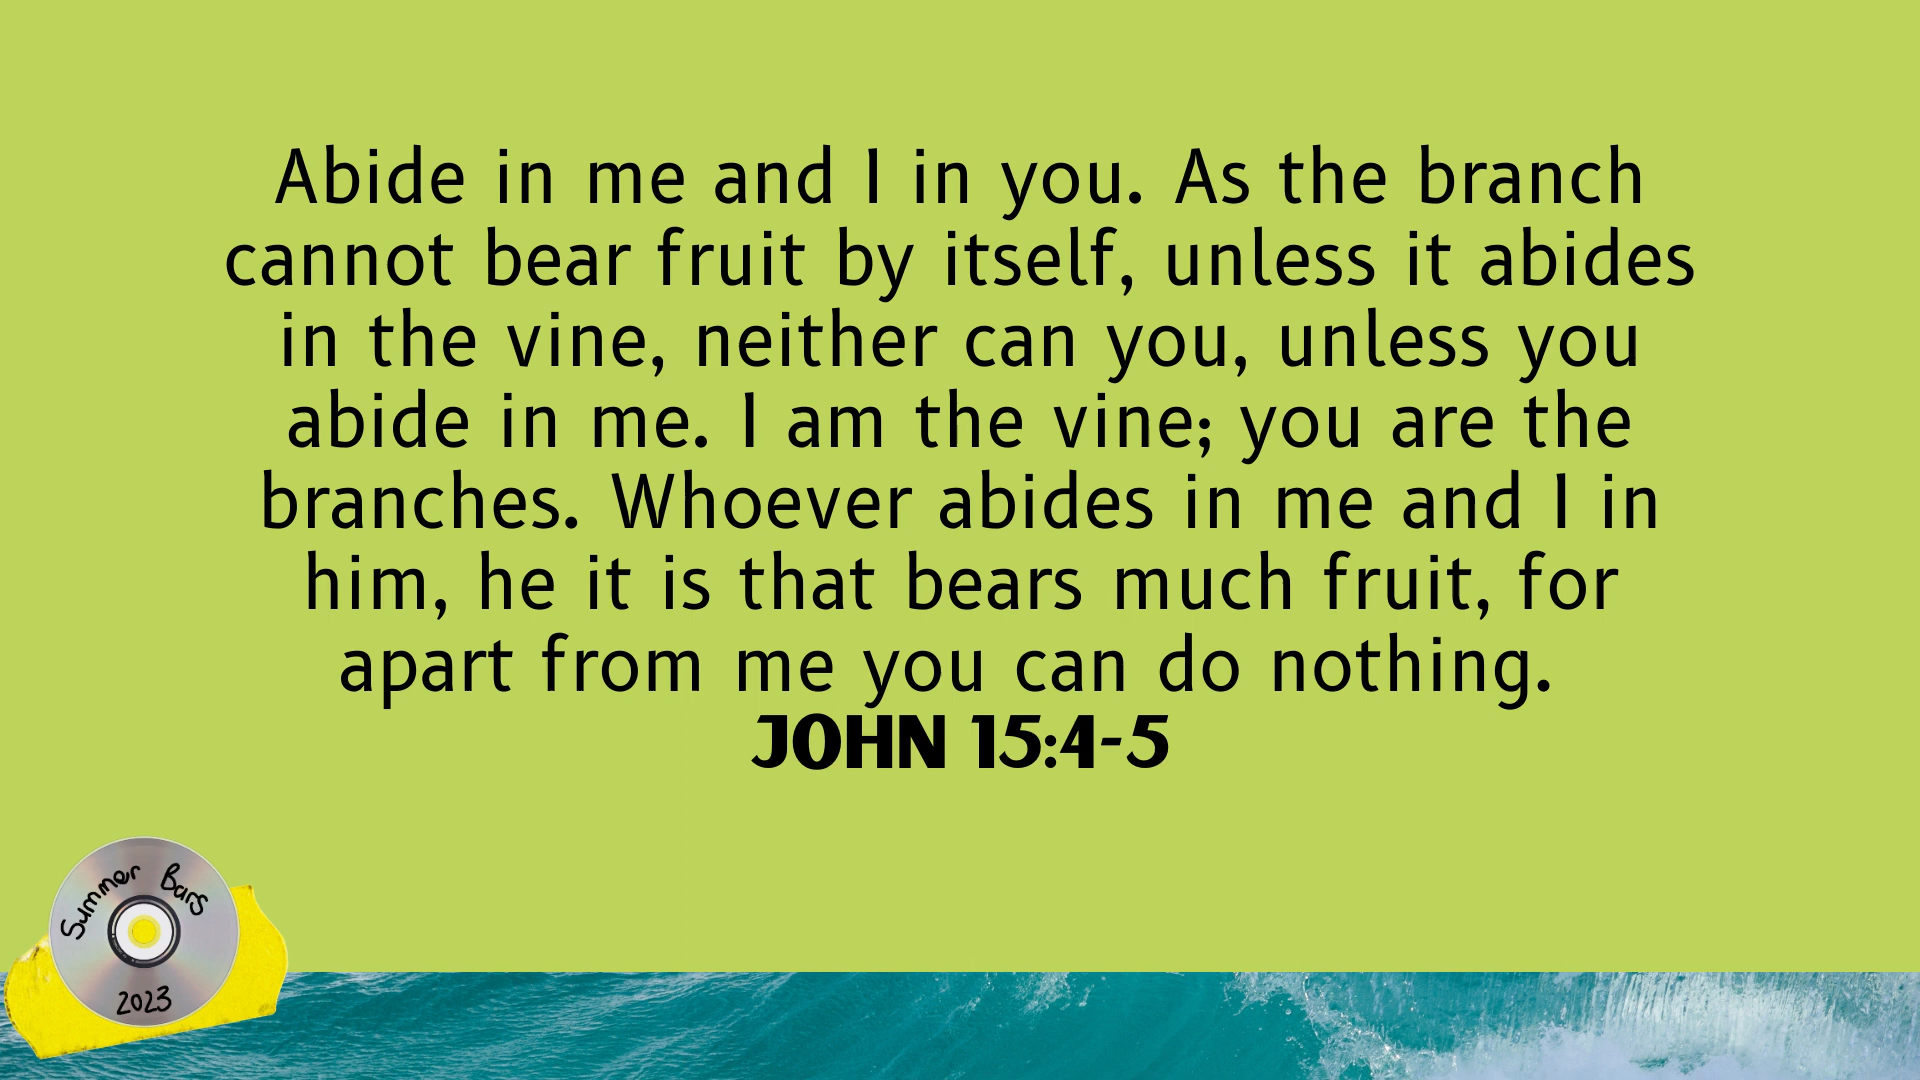 Abide in me and I in you. As the branch
cannot bear fruit by itself, unless it abides
in the vine, neither can you, unless you
abide in me. I am the vine; you are the
branches. Whoever abides in me and I in
him, he it is that bears much fruit, for
apart from me you can do nothing.
JOHN 15:4-5
Summer Bars
2023